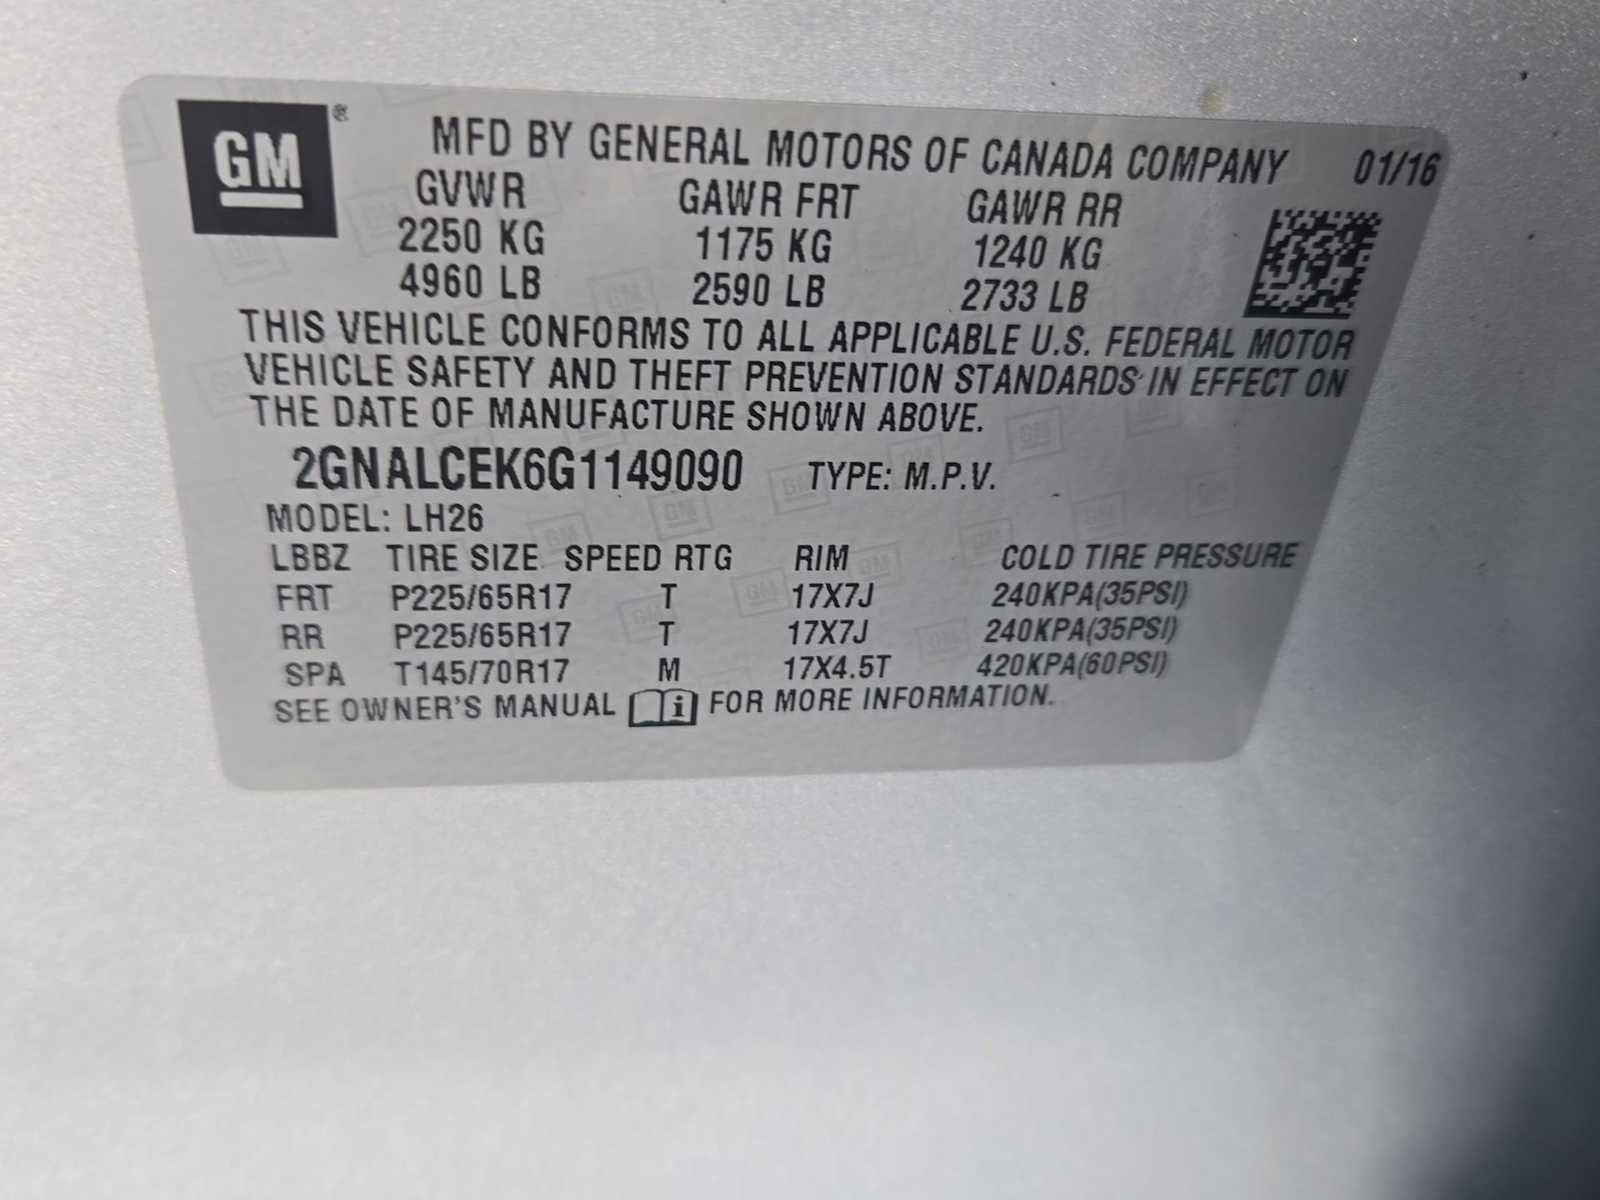 GM ®
MFD BY GENERAL MOTORS OF CANADA COMPANY 01/16
GVWR GAWR FRT GAWR RR
2250 KG 1175 KG 1240 KG
4960 LB 2590 LB 2733 LB
THIS VEHICLE CONFORMS TO ALL APPLICABLE U.S. FEDERAL MOTOR
VEHICLE SAFETY AND THEFT PREVENTION STANDARDS IN EFFECT ON
THE DATE OF MANUFACTURE SHOWN ABOVE.
2GNALCEK6G1149090 TYPE: M.P.V.
MODEL: LH26
LBBZ TIRE SIZE SPEED RTG RIM COLD TIRE PRESSURE
FRT P225/65R17 T 17X7J 240KPA(35PSI)
RR P225/65R17 T 17X7J 240KPA(35PSI)
SPA T145/70R17 M 17X4.5T 420KPA(60PSI)
SEE OWNER'S MANUAL i FOR MORE INFORMATION.